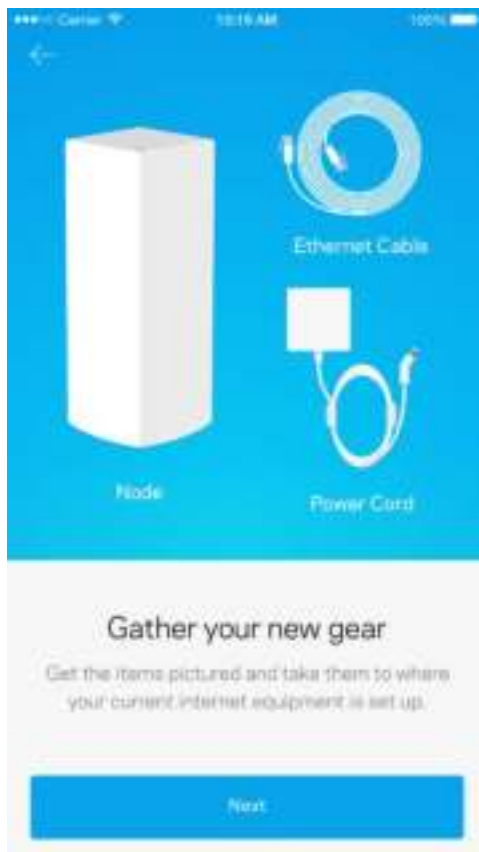 Carrier 10:19 AM 100%
Ethernet Cable
Node
Power Cord
Gather your new gear
Get the items pictured and take them to where
your current internet equipment is set up.
Next